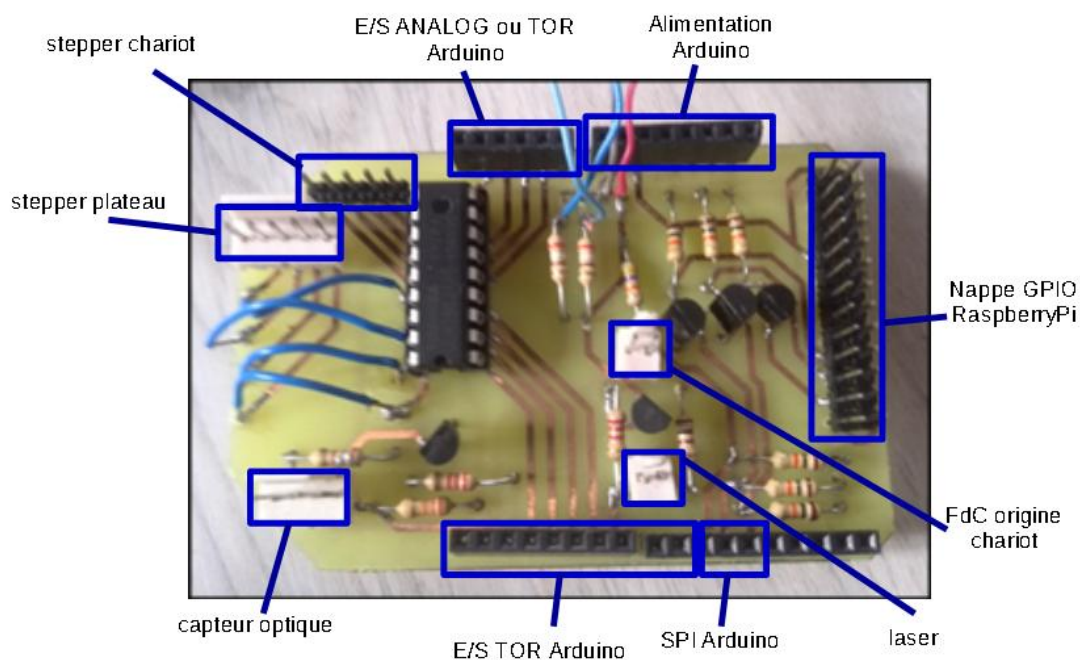 stepper chariot
E/S ANALOG ou TOR
Arduino
Alimentation
Arduino
stepper plateau
Nappe GPIO
RaspberryPi
FdC origine
chariot
capteur optique
E/S TOR Arduino
SPI Arduino
laser